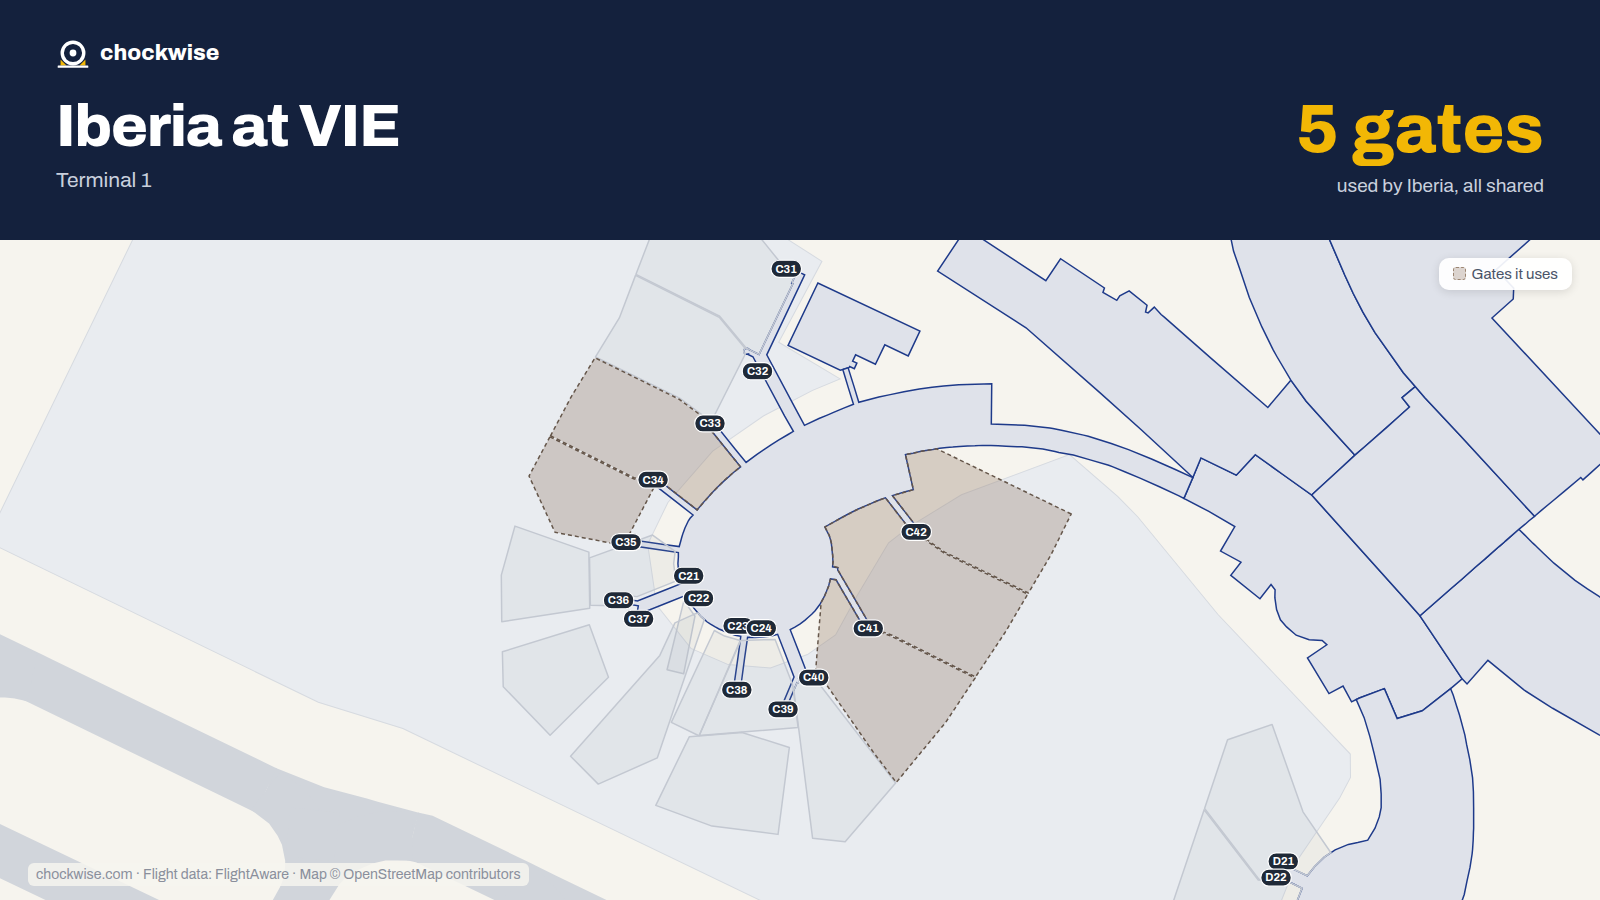 chockwise
Iberia at VIE
Terminal 1
5 gates
used by Iberia, all shared
Gates it uses
C31
C32
C33
C34
C35
C21
C36
C22
C37
C23
C24
C38
C39
C40
C41
C42
D21
D22
chockwise.com · Flight data: FlightAware · Map © OpenStreetMap contributors